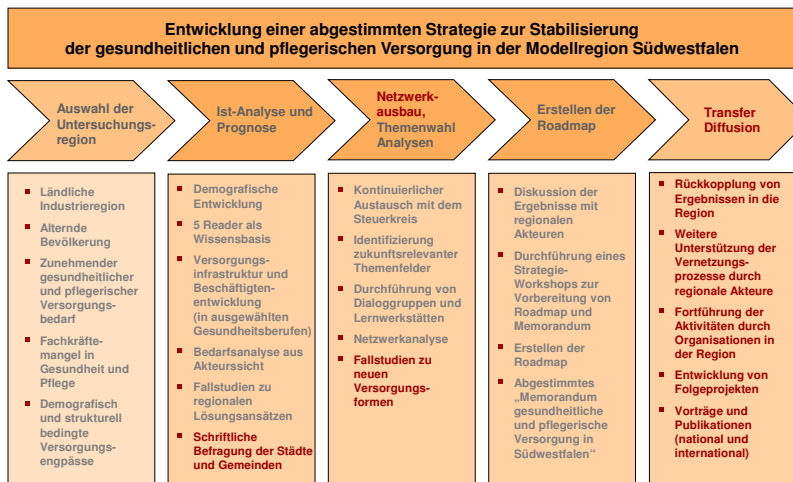 Entwicklung einer abgestimmten Strategie zur Stabilisierung
der gesundheitlichen und pflegerischen Versorgung in der Modellregion Südwestfalen
Auswahl der
Untersuchungs-
region
Ist-Analyse und
Prognose
Netzwerk-
ausbau,
Themenwahl
Analysen
Erstellen der
Roadmap
Transfer
Diffusion
▪ Ländliche
Industrieregion
▪ Alternde
Bevölkerung
▪ Zunehmender
gesundheitlicher
und pflegerischer
Versorgungs-
bedarf
▪ Fachkräfte-
mangel in
Gesundheit und
Pflege
▪ Demografisch
und strukturell
bedingte
Versorgungs-
engpässe
▪ Demografische
Entwicklung
▪ 5 Reader als
Wissensbasis
▪ Versorgungs-
infrastruktur und
Beschäftigten-
entwicklung
(in ausgewählten
Gesundheitsberufen)
▪ Bedarfsanalyse aus
Akteurssicht
▪ Fallstudien zu
regionalen
Lösungsansätzen
▪ Schriftliche
Befragung der Städte
und Gemeinden
▪ Kontinuierlicher
Austausch mit dem
Steuerkreis
▪ Identifizierung
zukunftsrelevanter
Themenfelder
▪ Durchführung von
Dialoggruppen und
Lernwerkstätten
▪ Netzwerkanalyse
▪ Fallstudien zu
neuen
Versorgungs-
formen
▪ Diskussion der
Ergebnisse mit
regionalen
Akteuren
▪ Durchführung eines
Strategie-
Workshops zur
Vorbereitung von
Roadmap und
Memorandum
▪ Erstellen der
Roadmap
▪ Abgestimmtes
„Memorandum
gesundheitliche
und pflegerische
Versorgung in
Südwestfalen“
▪ Rückkopplung von
Ergebnissen in die
Region
▪ Weitere
Unterstützung der
Vernetzungs-
prozesse durch
regionale Akteure
▪ Fortführung der
Aktivitäten durch
Organisationen in
der Region
▪ Entwicklung von
Folgeprojekten
▪ Vorträge und
Publikationen
(national und
international)